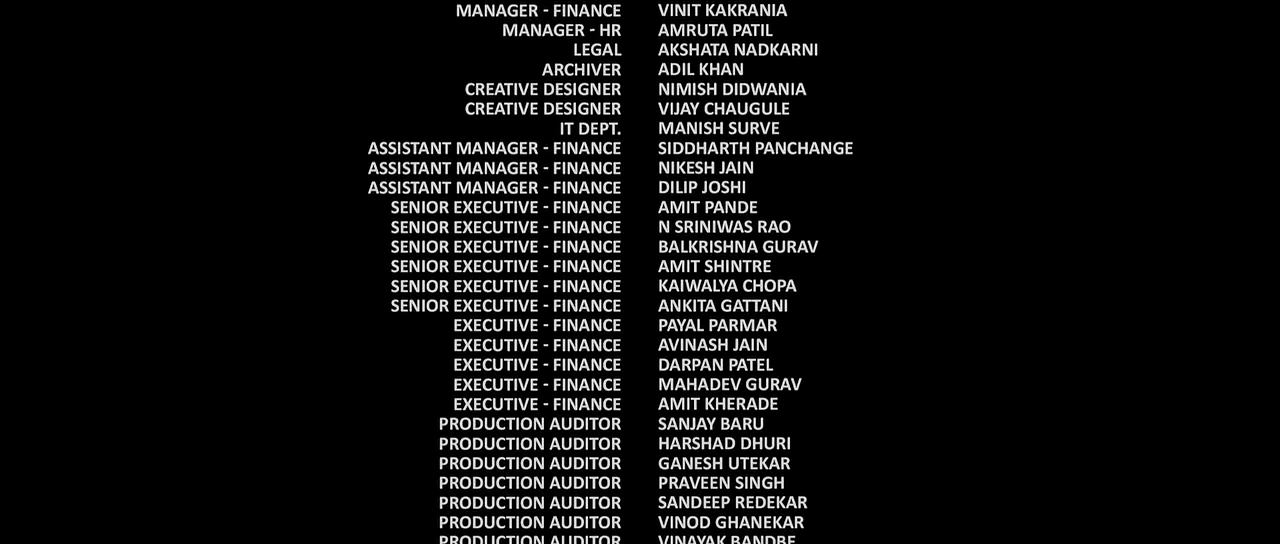 MANAGER - FINANCE VINIT KAKRANIA
MANAGER - HR AMRUTA PATIL
LEGAL AKSHATA NADKARNI
ARCHIVER ADIL KHAN
CREATIVE DESIGNER NIMISH DIDWANIA
CREATIVE DESIGNER VIJAY CHAUGULE
IT DEPT. MANISH SURVE
ASSISTANT MANAGER - FINANCE SIDDHARTH PANCHANGE
ASSISTANT MANAGER - FINANCE NIKESH JAIN
ASSISTANT MANAGER - FINANCE DILIP JOSHI
SENIOR EXECUTIVE - FINANCE AMIT PANDE
SENIOR EXECUTIVE - FINANCE N SRINIWAS RAO
SENIOR EXECUTIVE - FINANCE BALKRISHNA GURAV
SENIOR EXECUTIVE - FINANCE AMIT SHINTRE
SENIOR EXECUTIVE - FINANCE KAIWALYA CHOPA
SENIOR EXECUTIVE - FINANCE ANKITA GATTANI
EXECUTIVE - FINANCE PAYAL PARMAR
EXECUTIVE - FINANCE AVINASH JAIN
EXECUTIVE - FINANCE DARPAN PATEL
EXECUTIVE - FINANCE MAHADEV GURAV
EXECUTIVE - FINANCE AMIT KHERADE
PRODUCTION AUDITOR SANJAY BARU
PRODUCTION AUDITOR HARSHAD DHURI
PRODUCTION AUDITOR GANESH UTEKAR
PRODUCTION AUDITOR PRAVEEN SINGH
PRODUCTION AUDITOR SANDEEP REDEKAR
PRODUCTION AUDITOR VINOD GHANEKAR
PRODUCTION AUDITOR VINAYAK BANDBE